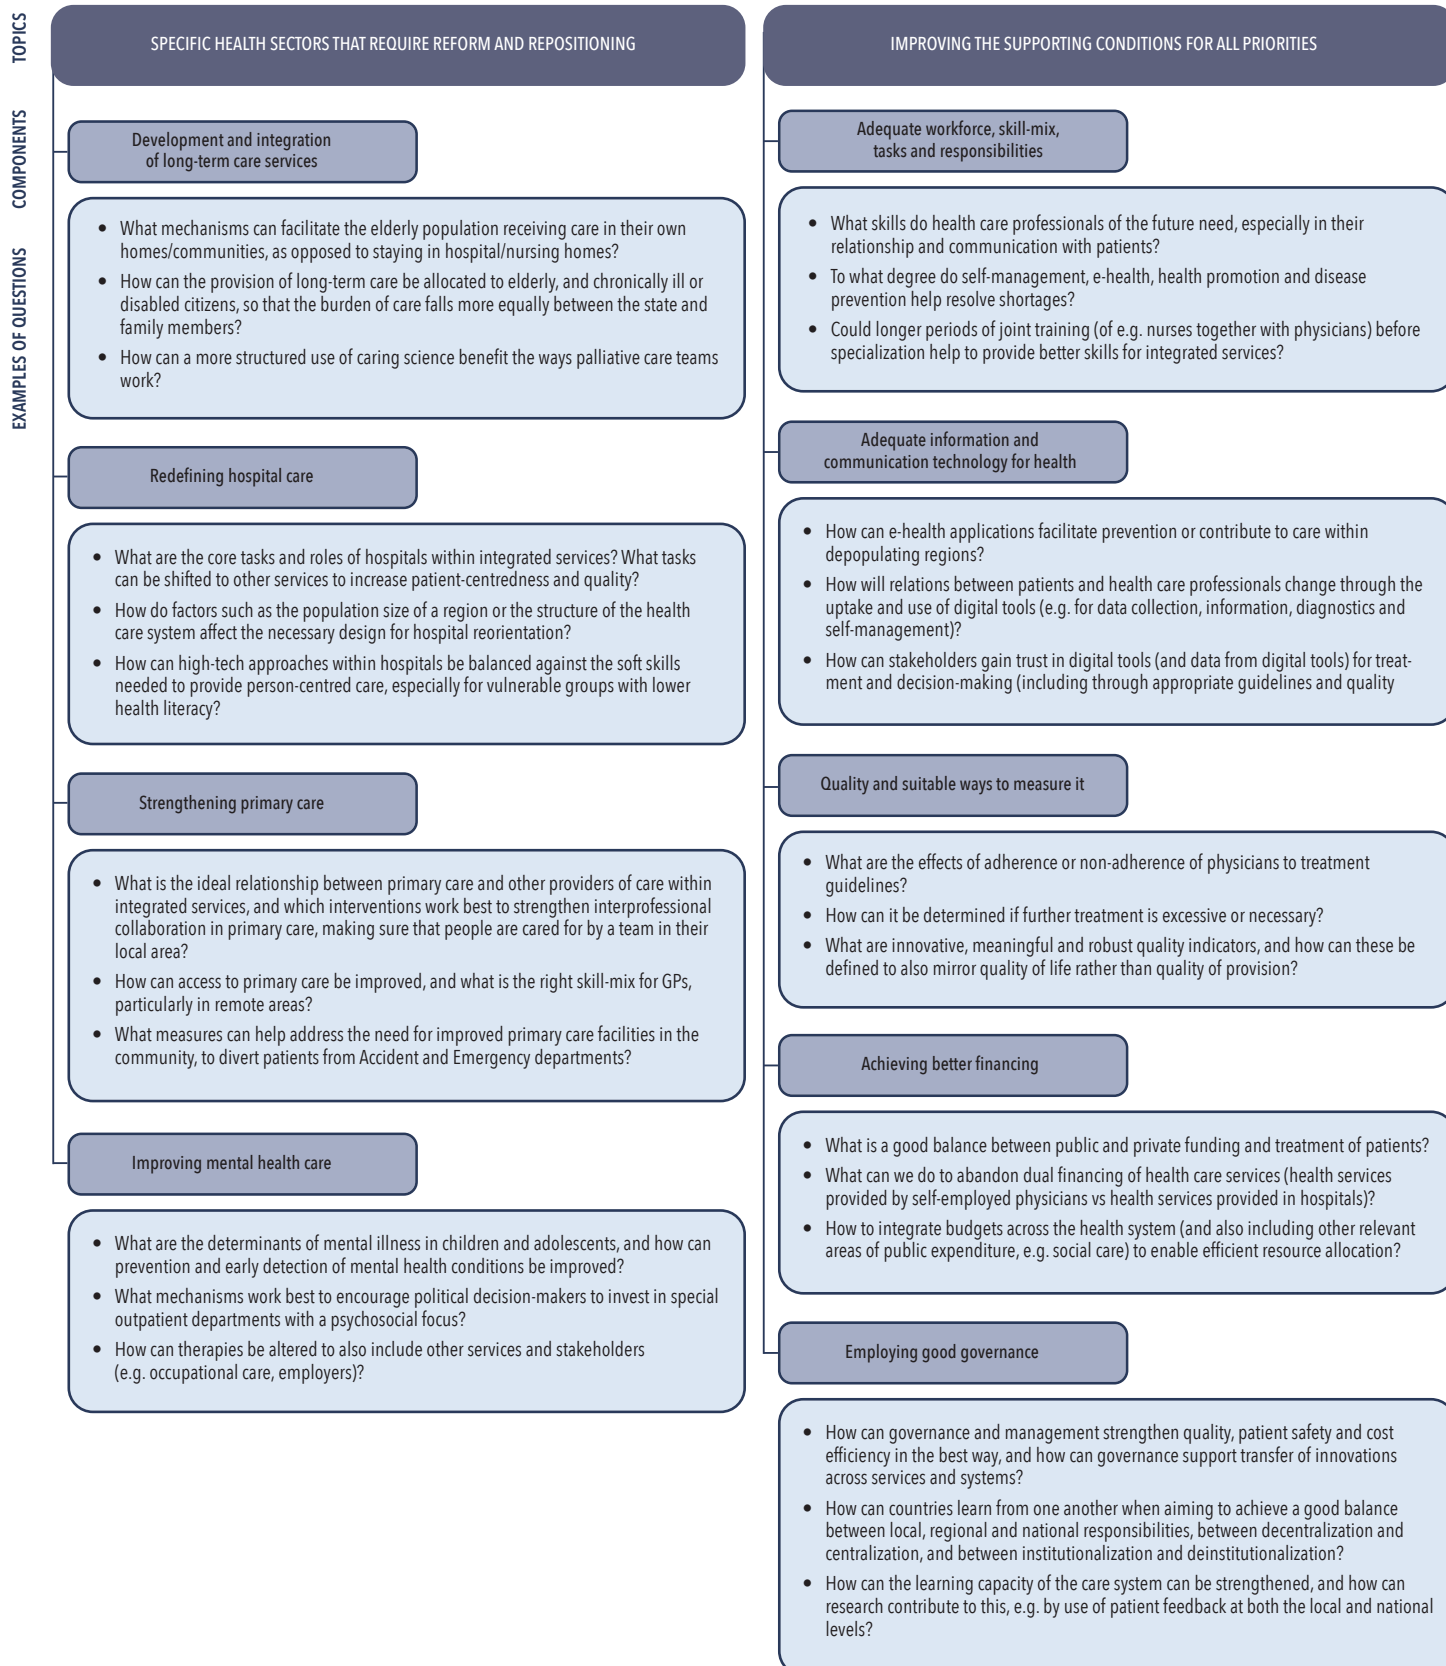 TOPICS
COMPONENTS
EXAMPLES OF QUESTIONS
SPECIFIC HEALTH SECTORS THAT REQUIRE REFORM AND REPOSITIONING
Development and integration
of long-term care services
• What mechanisms can facilitate the elderly population receiving care in their own
homes/communities, as opposed to staying in hospital/nursing homes?
• How can the provision of long-term care be allocated to elderly, and chronically ill or
disabled citizens, so that the burden of care falls more equally between the state and
family members?
• How can a more structured use of caring science benefit the ways palliative care teams
work?
Redefining hospital care
• What are the core tasks and roles of hospitals within integrated services? What tasks
can be shifted to other services to increase patient-centredness and quality?
• How do factors such as the population size of a region or the structure of the health
care system affect the necessary design for hospital reorientation?
• How can high-tech approaches within hospitals be balanced against the soft skills
needed to provide person-centred care, especially for vulnerable groups with lower
health literacy?
Strengthening primary care
• What is the ideal relationship between primary care and other providers of care within
integrated services, and which interventions work best to strengthen interprofessional
collaboration in primary care, making sure that people are cared for by a team in their
local area?
• How can access to primary care be improved, and what is the right skill-mix for GPs,
particularly in remote areas?
• What measures can help address the need for improved primary care facilities in the
community, to divert patients from Accident and Emergency departments?
Improving mental health care
• What are the determinants of mental illness in children and adolescents, and how can
prevention and early detection of mental health conditions be improved?
• What mechanisms work best to encourage political decision-makers to invest in special
outpatient departments with a psychosocial focus?
• How can therapies be altered to also include other services and stakeholders
(e.g. occupational care, employers)?
IMPROVING THE SUPPORTING CONDITIONS FOR ALL PRIORITIES
Adequate workforce, skill-mix,
tasks and responsibilities
• What skills do health care professionals of the future need, especially in their
relationship and communication with patients?
• To what degree do self-management, e-health, health promotion and disease
prevention help resolve shortages?
• Could longer periods of joint training (of e.g. nurses together with physicians) before
specialization help to provide better skills for integrated services?
Adequate information and
communication technology for health
• How can e-health applications facilitate prevention or contribute to care within
depopulating regions?
• How will relations between patients and health care professionals change through the
uptake and use of digital tools (e.g. for data collection, information, diagnostics and
self-management)?
• How can stakeholders gain trust in digital tools (and data from digital tools) for treat-
ment and decision-making (including through appropriate guidelines and quality
Quality and suitable ways to measure it
• What are the effects of adherence or non-adherence of physicians to treatment
guidelines?
• How can it be determined if further treatment is excessive or necessary?
• What are innovative, meaningful and robust quality indicators, and how can these be
defined to also mirror quality of life rather than quality of provision?
Achieving better financing
• What is a good balance between public and private funding and treatment of patients?
• What can we do to abandon dual financing of health care services (health services
provided by self-employed physicians vs health services provided in hospitals)?
• How to integrate budgets across the health system (and also including other relevant
areas of public expenditure, e.g. social care) to enable efficient resource allocation?
Employing good governance
• How can governance and management strengthen quality, patient safety and cost
efficiency in the best way, and how can governance support transfer of innovations
across services and systems?
• How can countries learn from one another when aiming to achieve a good balance
between local, regional and national responsibilities, between decentralization and
centralization, and between institutionalization and deinstitutionalization?
• How can the learning capacity of the care system can be strengthened, and how can
research contribute to this, e.g. by use of patient feedback at both the local and national
levels?